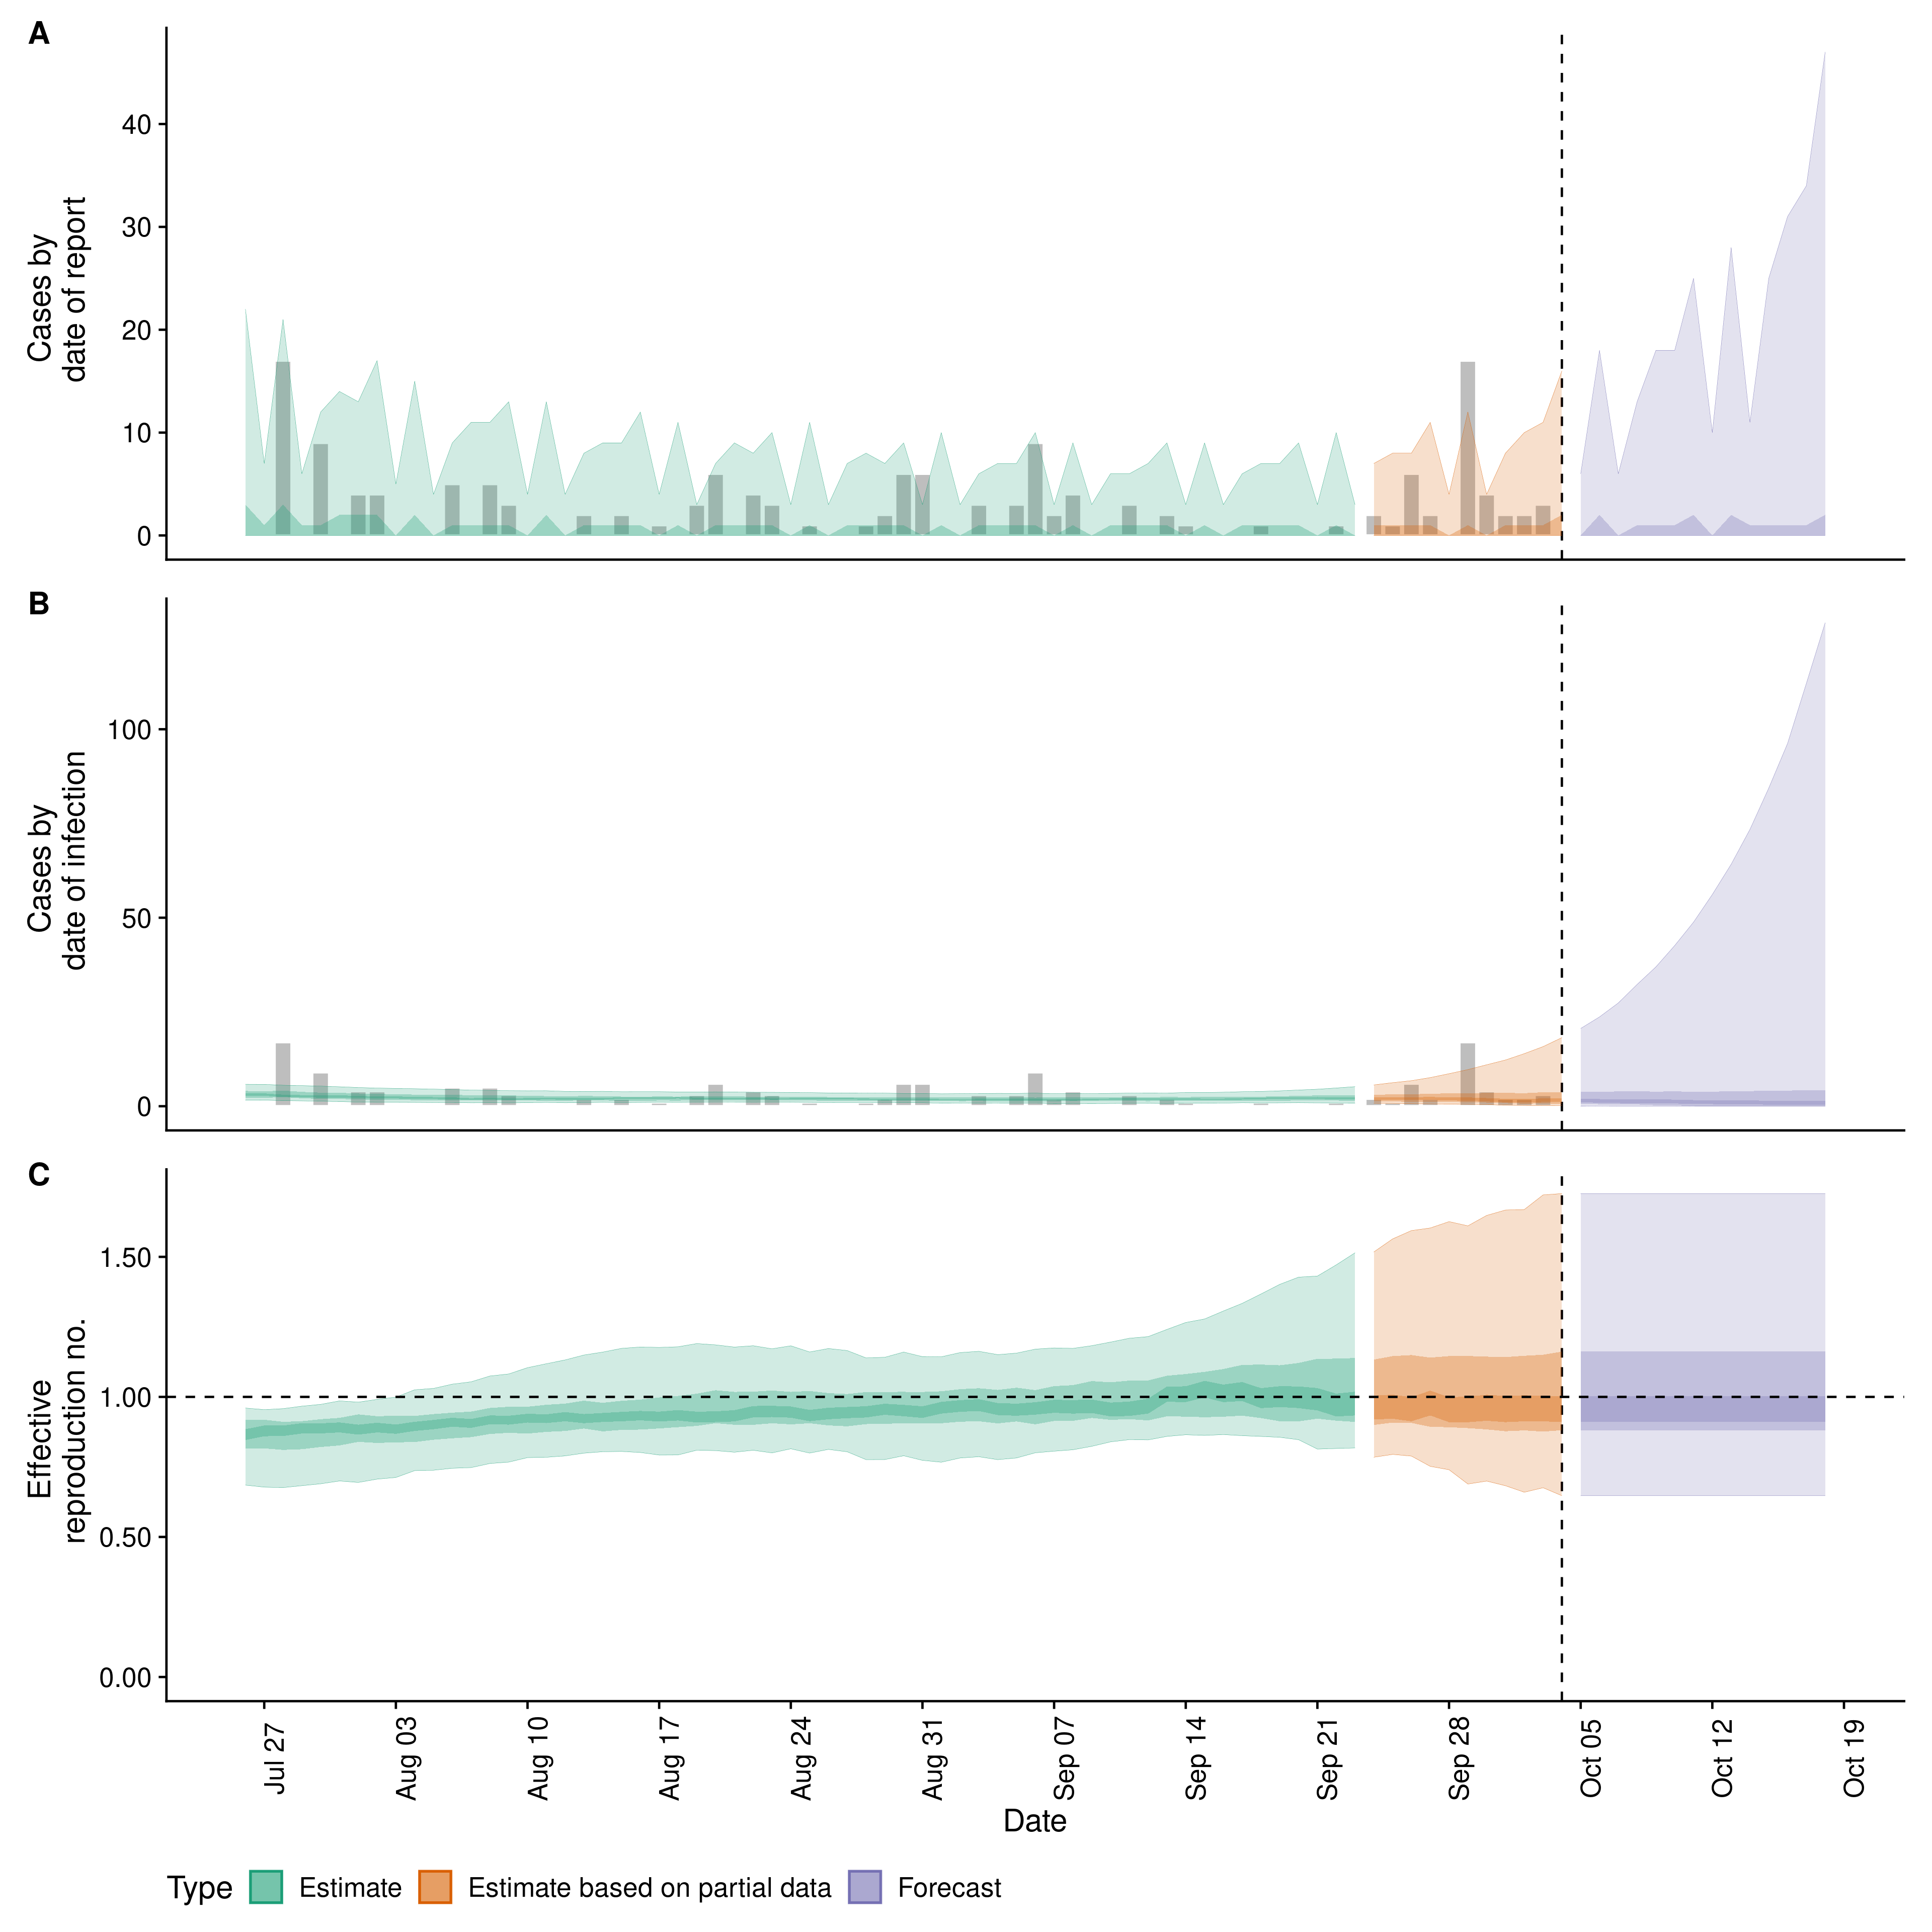 A
Cases by
date of report
40
30
20
10
0
B
Cases by
date of infection
100
50
0
C
Effective
reproduction no.
1.50
1.00
0.50
0.00
Jul 27
Aug 03
Aug 10
Aug 17
Aug 24
Aug 31
Sep 07
Sep 14
Sep 21
Sep 28
Oct 05
Oct 12
Oct 19
Date
Type
Estimate
Estimate based on partial data
Forecast